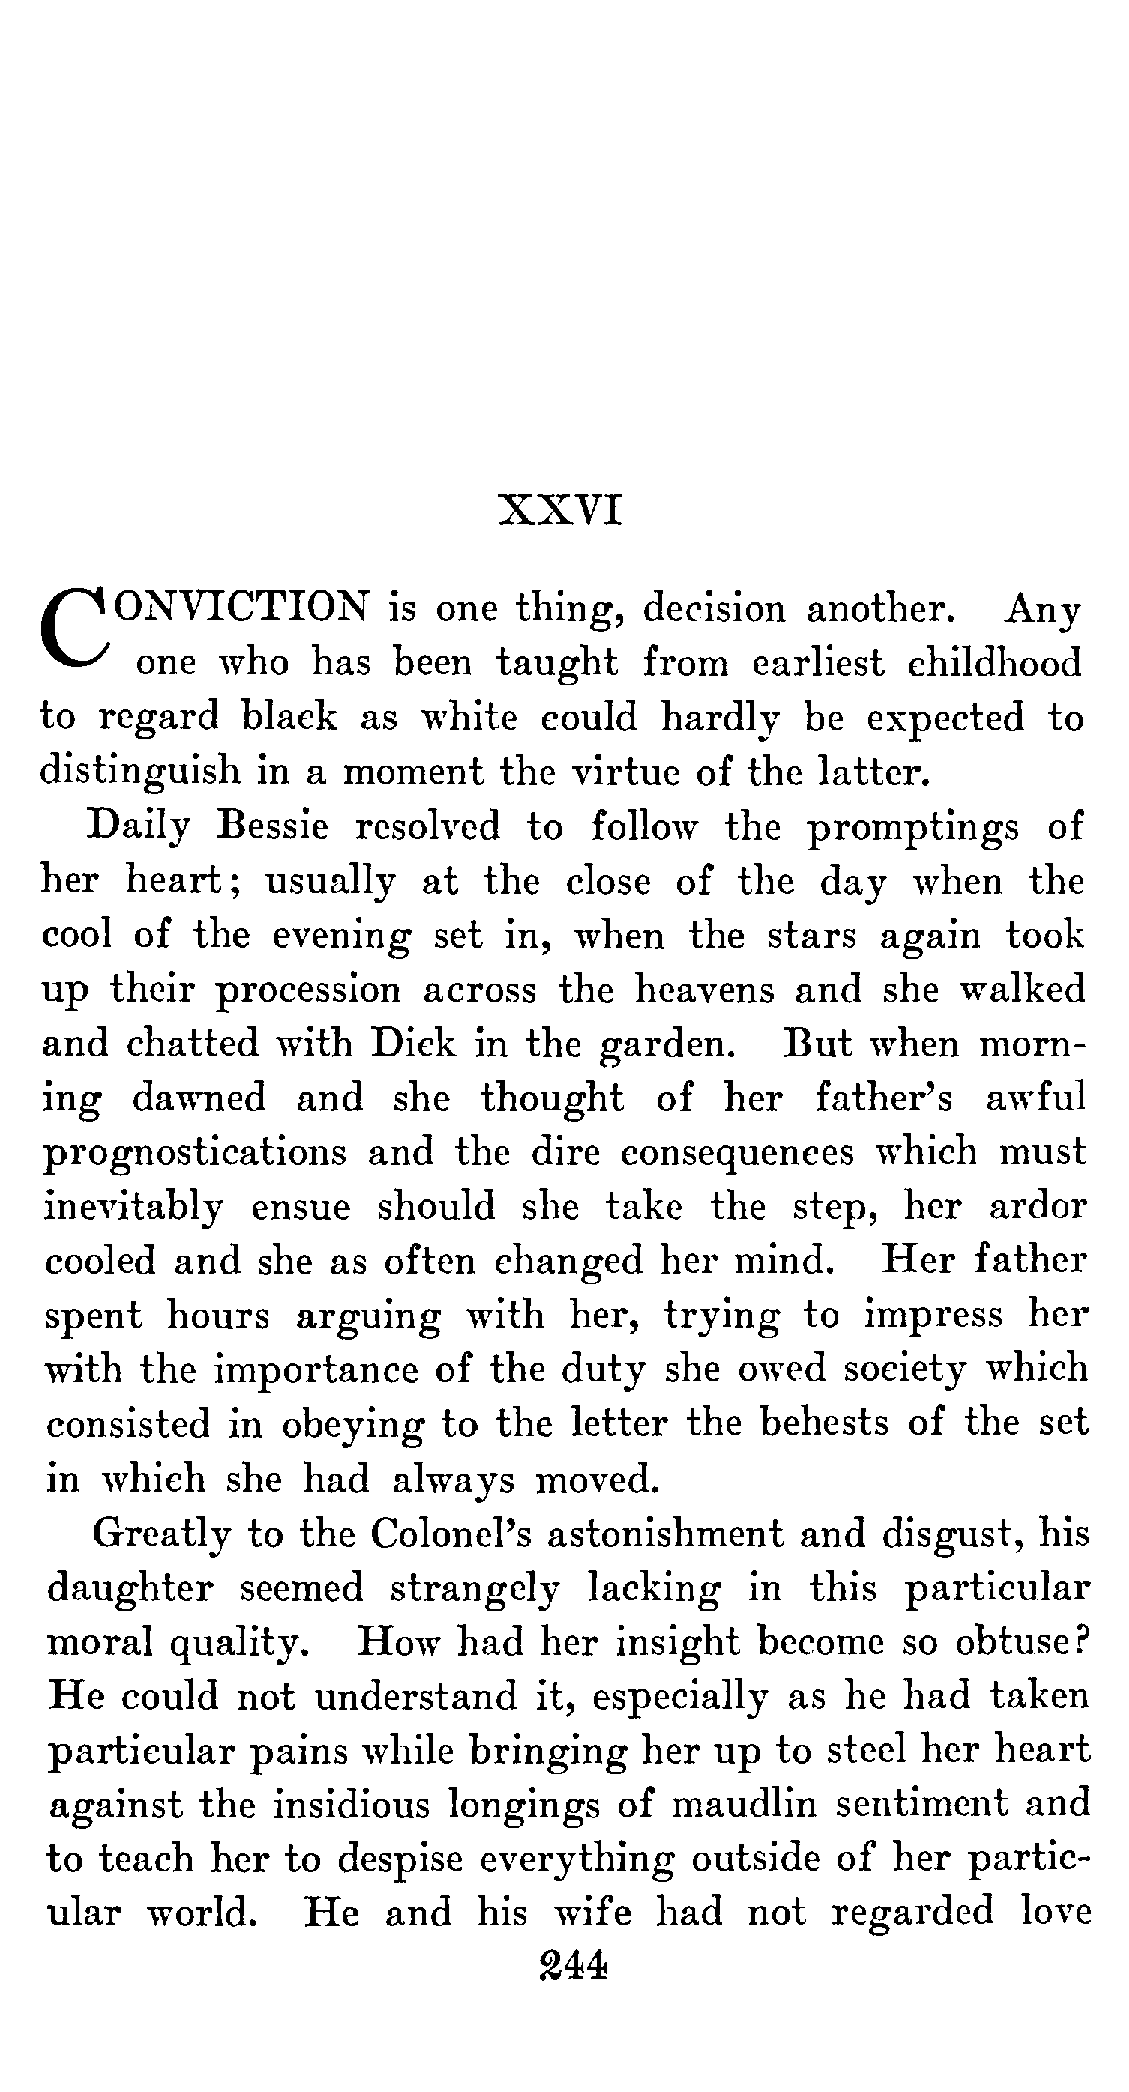 XXVI
CONVICTION is one thing, decision another. Any
one who has been taught from earliest childhood
to regard black as white could hardly be expected to
distinguish in a moment the virtue of the latter.
Daily Bessie resolved to follow the promptings of
her heart; usually at the close of the day when the
cool of the evening set in, when the stars again took
up their procession across the heavens and she walked
and chatted with Dick in the garden. But when morn-
ing dawned and she thought of her father's awful
prognostications and the dire consequences which must
inevitably ensue should she take the step, her ardor
cooled and she as often changed her mind. Her father
spent hours arguing with her, trying to impress her
with the importance of the duty she owed society which
consisted in obeying to the letter the behests of the set
in which she had always moved.
Greatly to the Colonel's astonishment and disgust, his
daughter seemed strangely lacking in this particular
moral quality. How had her insight become so obtuse?
He could not understand it, especially as he had taken
particular pains while bringing her up to steel her heart
against the insidious longings of maudlin sentiment and
to teach her to despise everything outside of her partic-
ular world. He and his wife had not regarded love
244